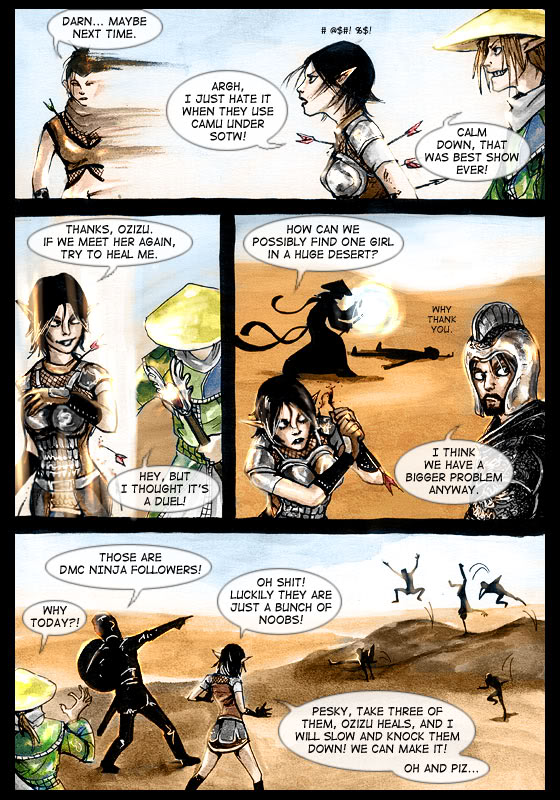 DARN... MAYBE
NEXT TIME.
# @$#! %$!
ARGH,
I JUST HATE IT
WHEN THEY USE
CAMU UNDER
SOTW!
CALM
DOWN, THAT
WAS BEST SHOW
EVER!
THANKS, OZIZU.
IF WE MEET HER AGAIN,
TRY TO HEAL ME.
HEY, BUT
I THOUGHT IT'S
A DUEL!
HOW CAN WE
POSSIBLY FIND ONE GIRL
IN A HUGE DESERT?
WHY
THANK
YOU.
I THINK
WE HAVE A
BIGGER PROBLEM
ANYWAY.
THOSE ARE
DMC NINJA FOLLOWERS!
WHY
TODAY?!
OH SHIT!
LUCKILY THEY ARE
JUST A BUNCH OF
NOOBS!
PESKY, TAKE THREE OF
THEM, OZIZU HEALS, AND I
WILL SLOW AND KNOCK THEM
DOWN! WE CAN MAKE IT!
OH AND PIZ...